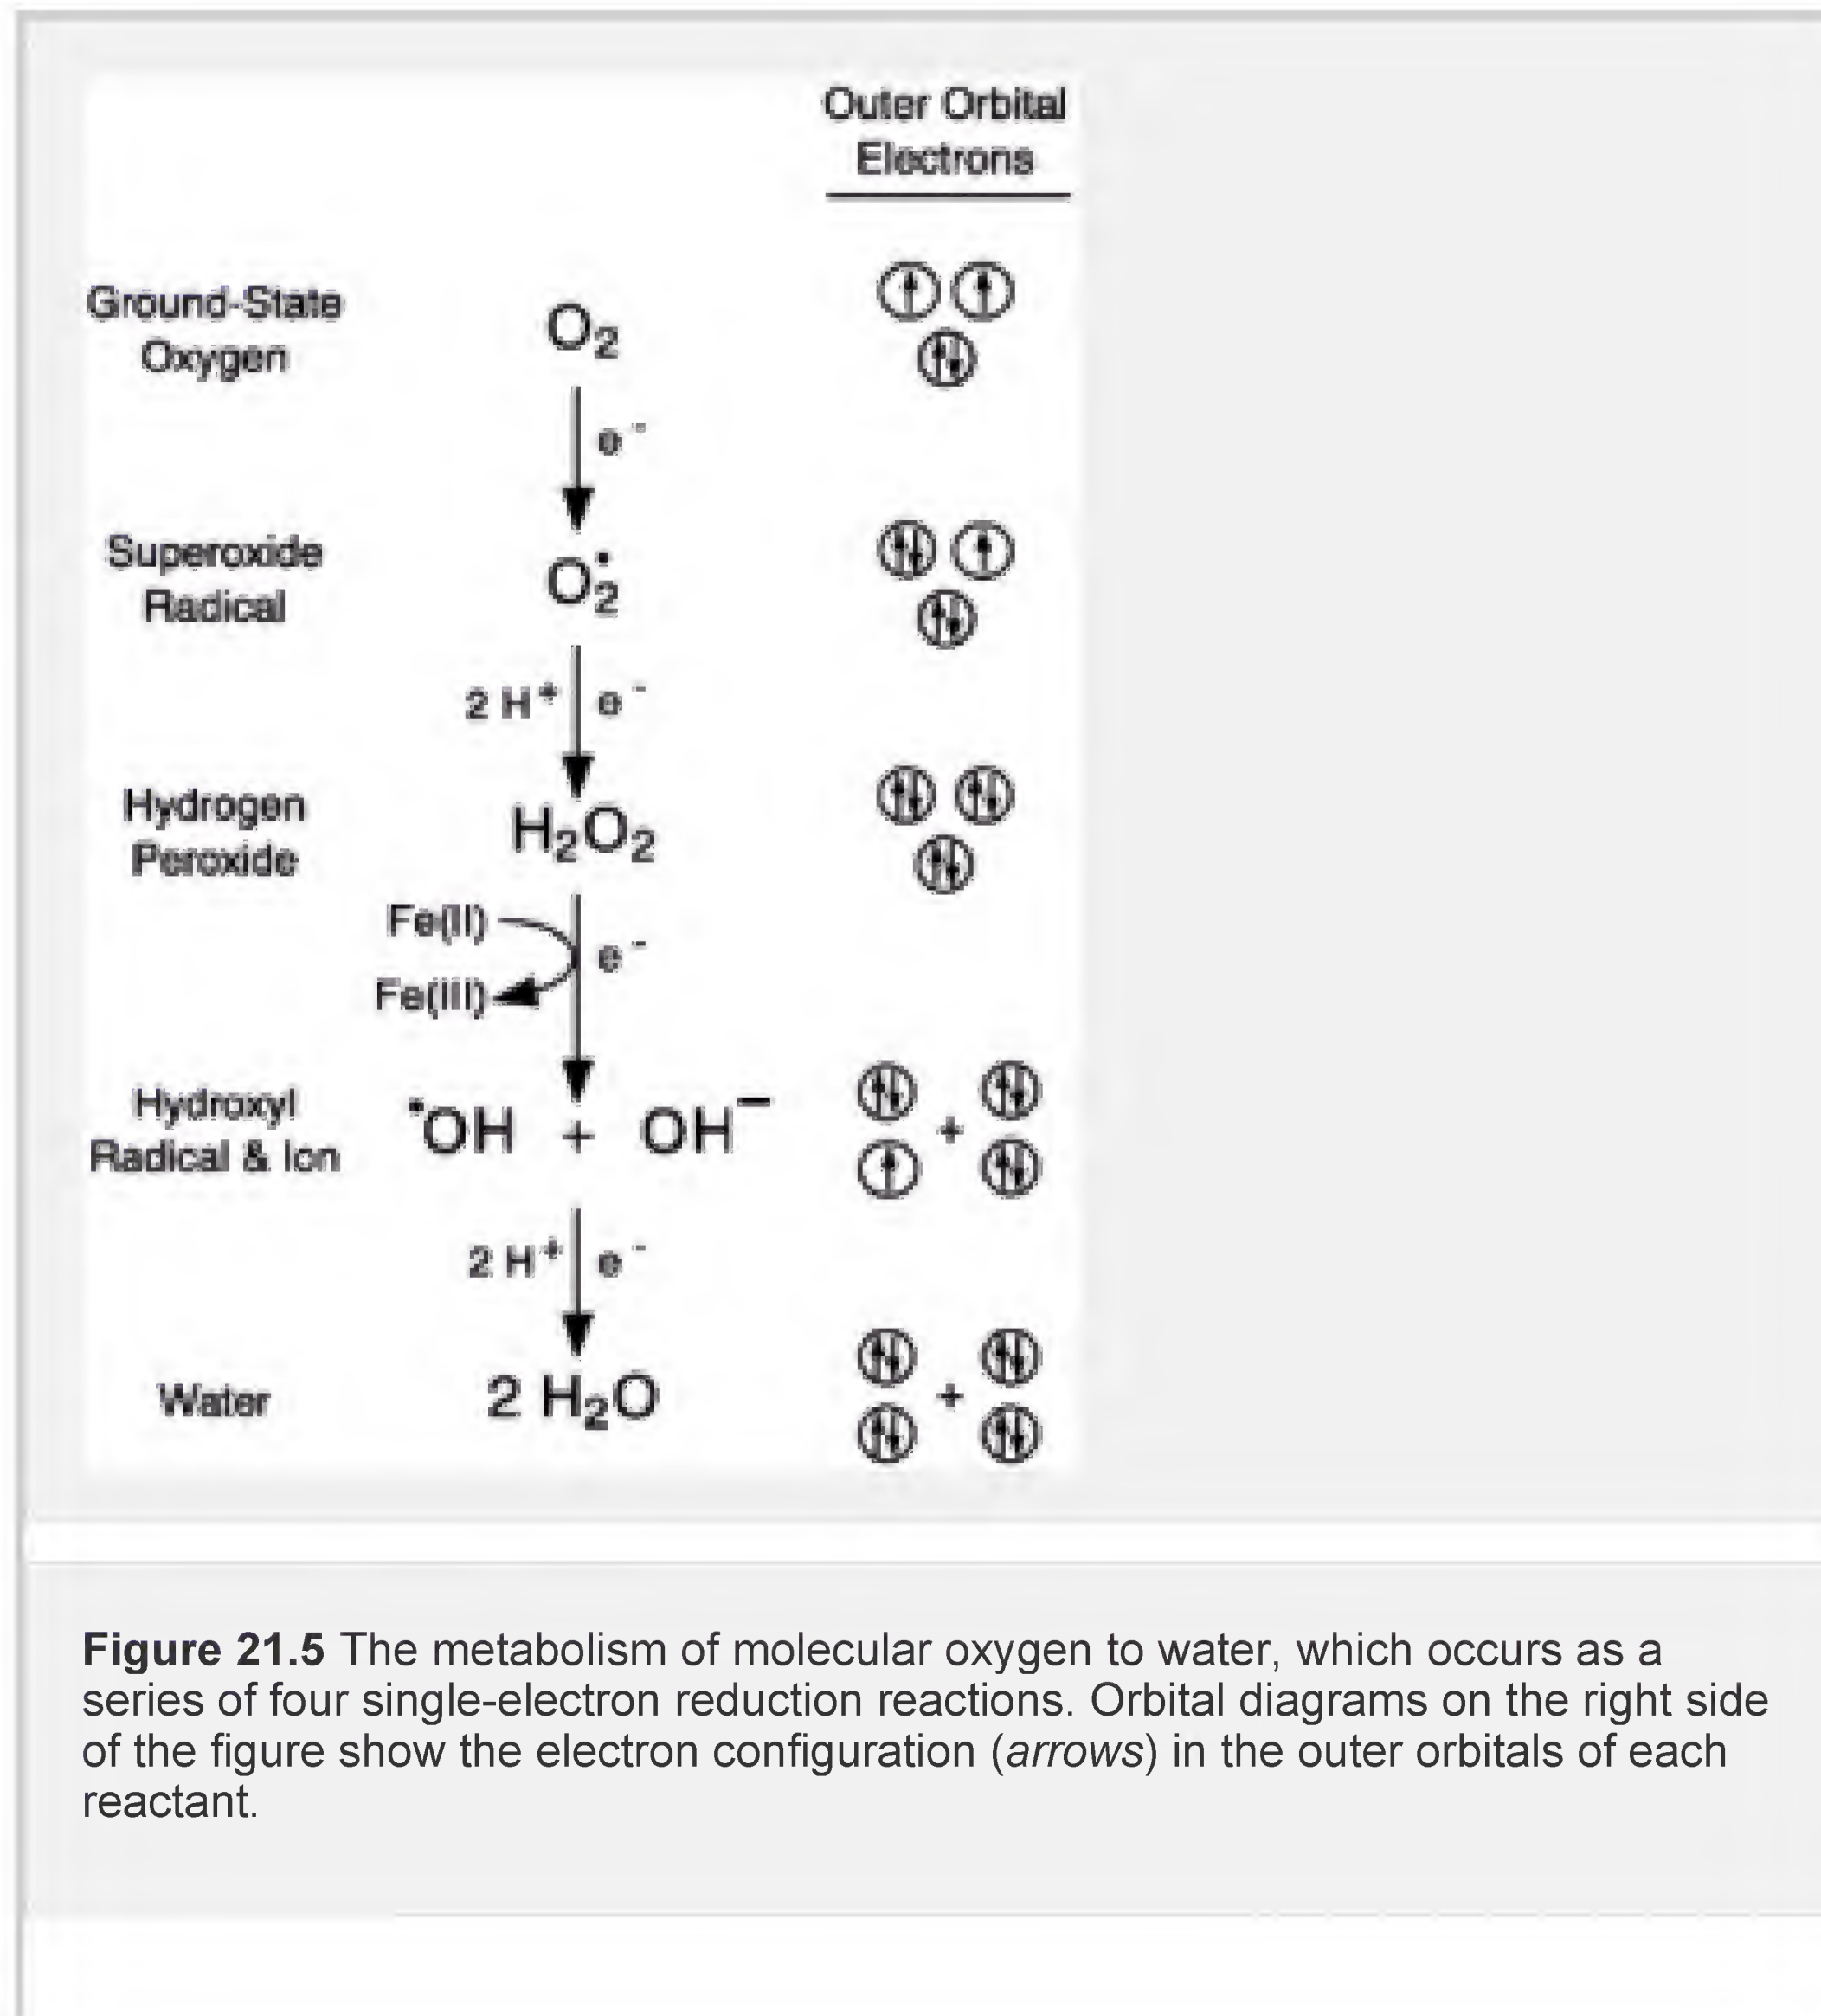 Outer Orbital
Electrons
Ground-State
Oxygen
O₂
e⁻
Superoxide
Radical
O₂•
2 H⁺ e⁻
Hydrogen
Peroxide
H₂O₂
Fe(II)
e⁻
Fe(III)
Hydroxyl
Radical & Ion
•OH + OH⁻
+
2 H⁺ e⁻
Water
2 H₂O
+
Figure 21.5 The metabolism of molecular oxygen to water, which occurs as a
series of four single-electron reduction reactions. Orbital diagrams on the right side
of the figure show the electron configuration (arrows) in the outer orbitals of each
reactant.